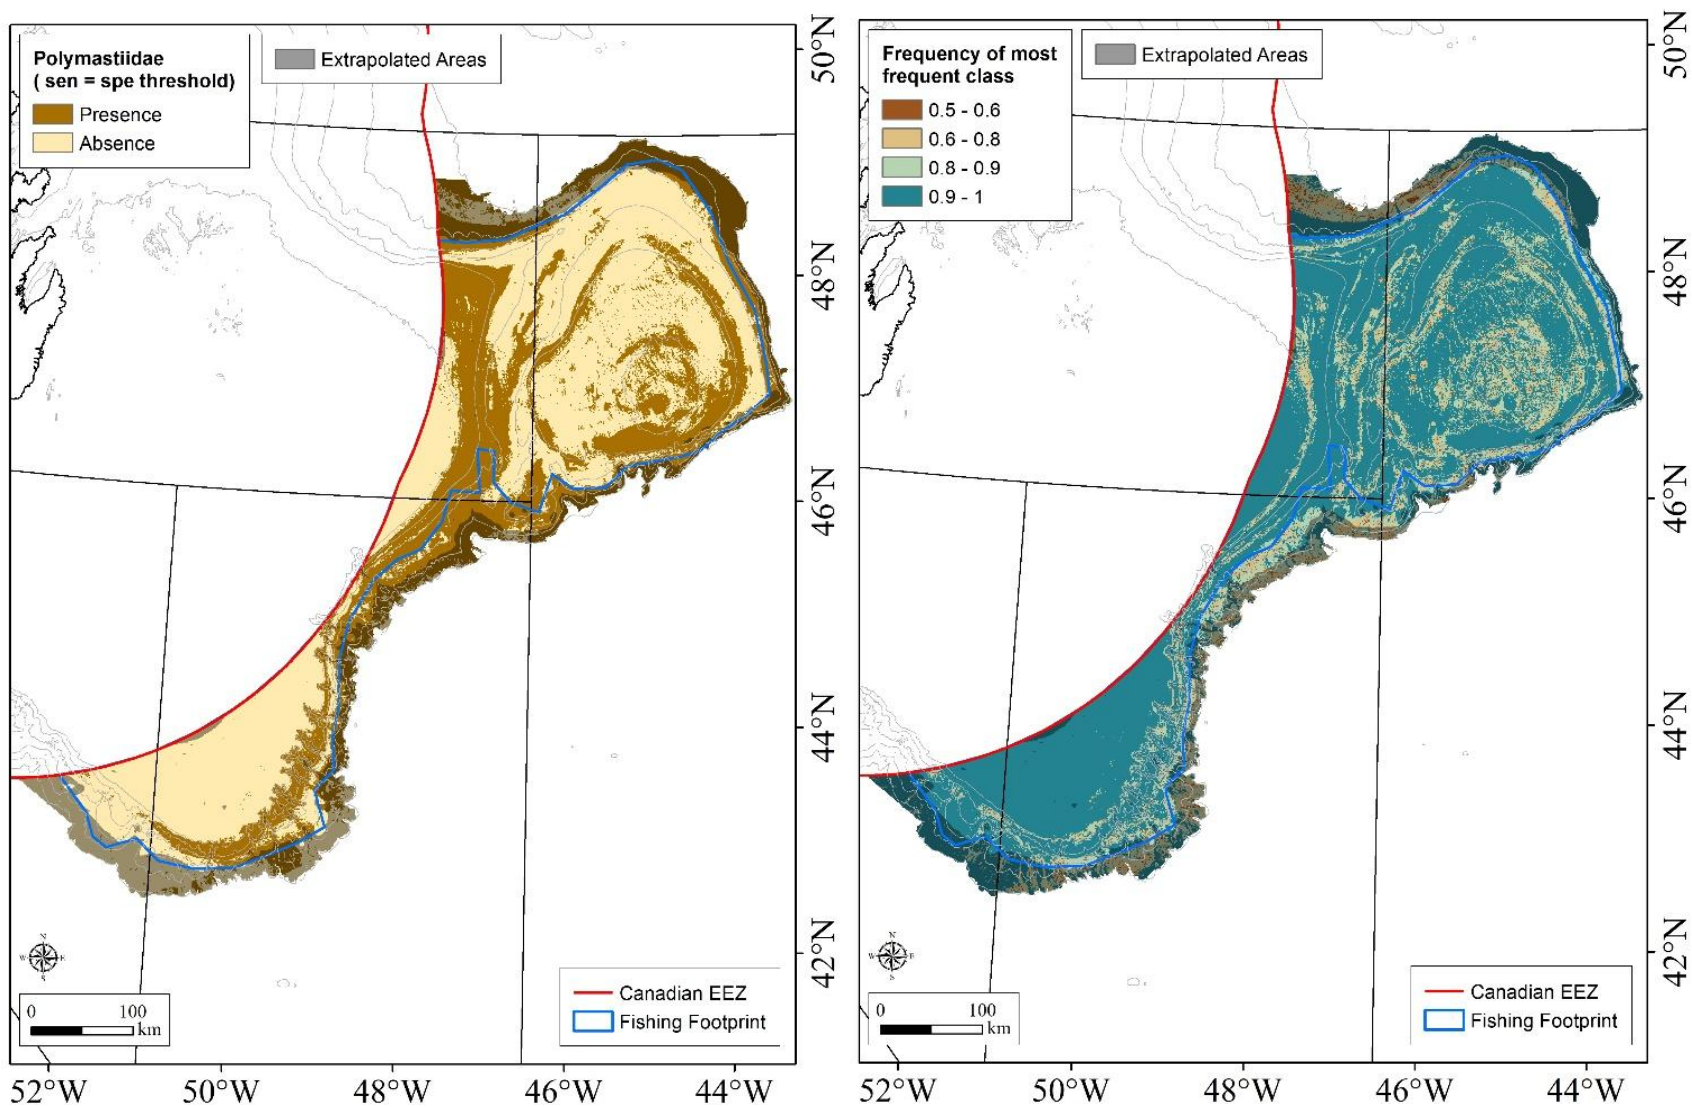 Polymastiidae
( sen = spe threshold)
Presence
Absence
Extrapolated Areas
50°N
48°N
46°N
44°N
42°N
N
W E
S
0 100
km
Canadian EEZ
Fishing Footprint
52°W 50°W 48°W 46°W 44°W
Frequency of most
frequent class
0.5 - 0.6
0.6 - 0.8
0.8 - 0.9
0.9 - 1
Extrapolated Areas
50°N
48°N
46°N
44°N
42°N
N
W E
S
0 100
km
Canadian EEZ
Fishing Footprint
52°W 50°W 48°W 46°W 44°W